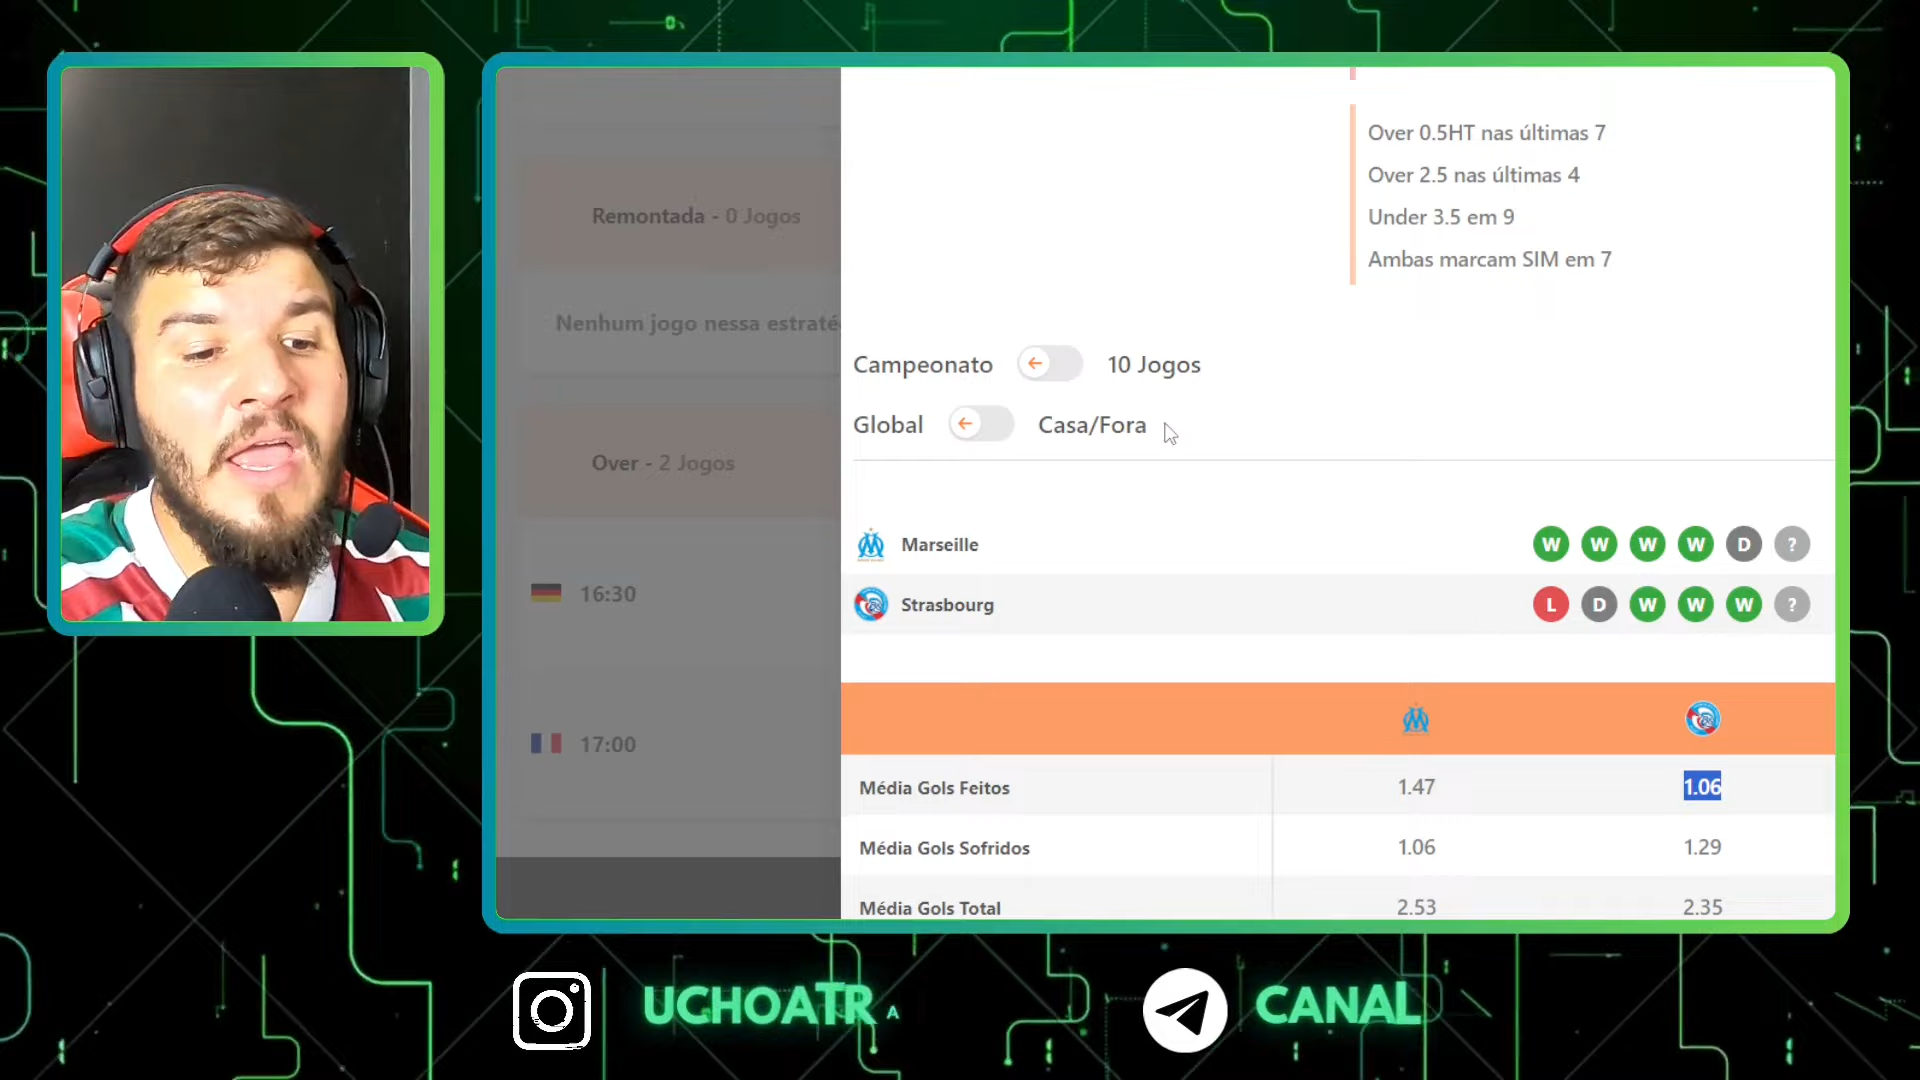 Over 0.5HT nas últimas 7
Over 2.5 nas últimas 4
Under 3.5 em 9
Ambas marcam SIM em 7
Remontada - 0 Jogos
Nenhum jogo nessa estraté
Campeonato 10 Jogos
Global Casa/Fora
Over - 2 Jogos
Marseille W W W W D ?
16:30
Strasbourg L D W W W ?
17:00
Média Gols Feitos 1.47 1.06
Média Gols Sofridos 1.06 1.29
Média Gols Total 2.53 2.35
UCHOATR A
CANAL